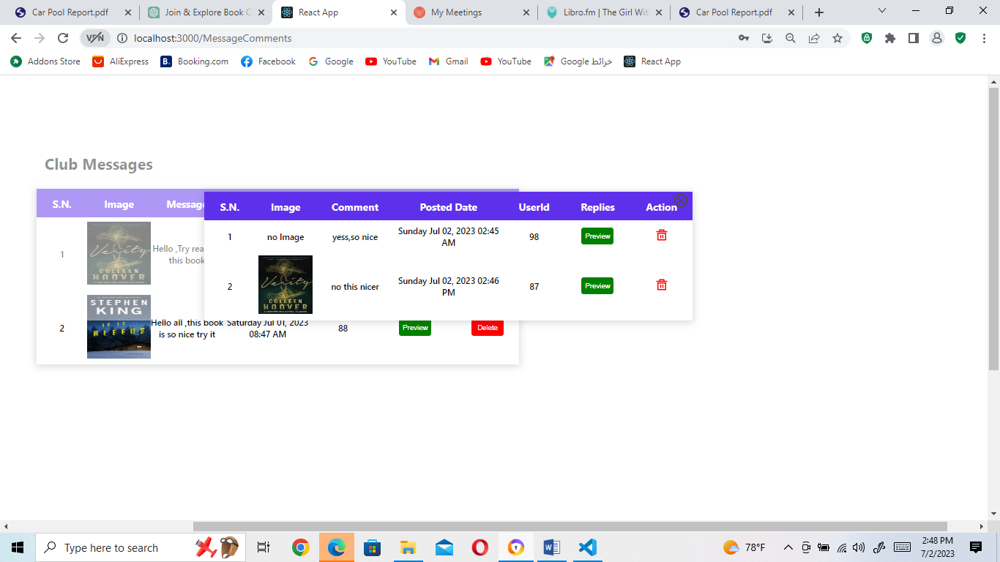 Car Pool Report.pdf
Join & Explore Book C
React App
My Meetings
Libro.fm | The Girl Wit
Car Pool Report.pdf
VPN
localhost:3000/MessageComments
Addons Store
AliExpress
B.
Booking.com
Facebook
Google
YouTube
Gmail
YouTube
خرائط Google
React App
Club Messages
S.N. Image Messag
1
Hello ,Try rea
this book
Verity
COLLEEN
HOOVER
S.N. Image Comment Posted Date UserId Replies Action
1 no Image yess,so nice Sunday Jul 02, 2023 02:45
AM
98 Preview
2
Verity
COLLEEN
HOOVER
no this nicer Sunday Jul 02, 2023 02:46
PM
87 Preview
2
STEPHEN
KING
IF IT
BLEEDS
Hello all ,this book
is so nice try it
Saturday Jul 01, 2023
08:47 AM
88 Preview Delete
Type here to search
78°F
2:48 PM
7/2/2023